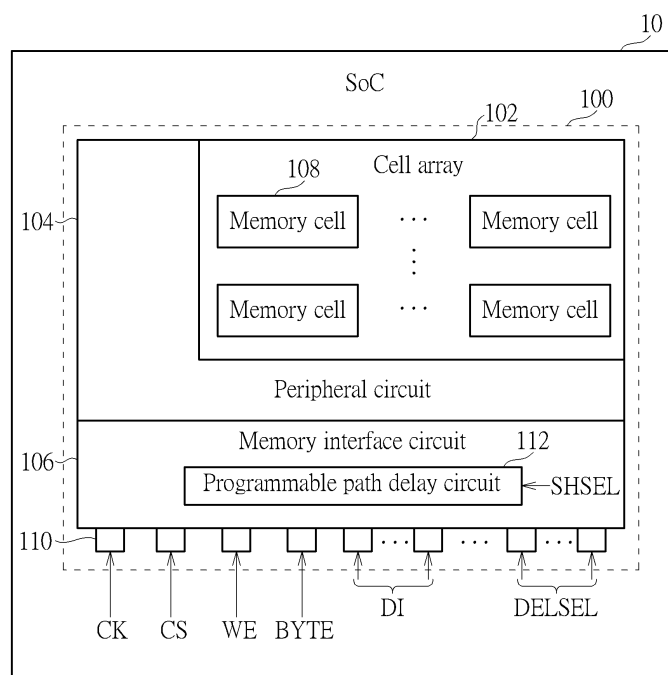 10
SoC
100
102
Cell array
108
Memory cell ... Memory cell
104
Memory cell ... Memory cell
Peripheral circuit
Memory interface circuit
112
106
Programmable path delay circuit
SHSEL
110
... ... ...
DI
DELSEL
CK CS WE BYTE